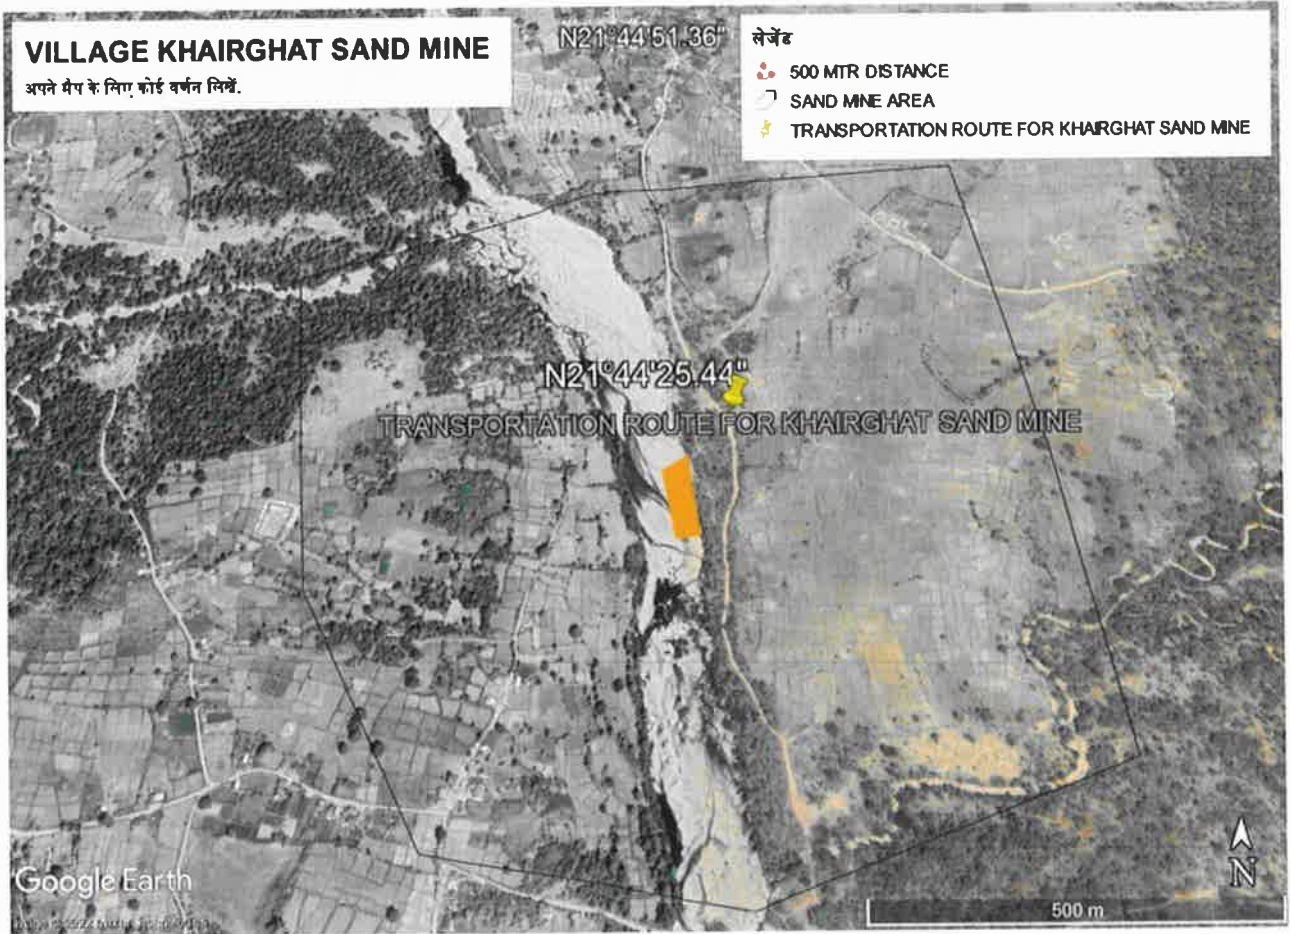 VILLAGE KHAIRGHAT SAND MINE
अपने मैप के लिए कोई वर्णन लिखें.
N21°44'51.36"
लेजेंड
500 MTR DISTANCE
SAND MINE AREA
TRANSPORTATION ROUTE FOR KHAIRGHAT SAND MINE
N21°44'25.44"
TRANSPORTATION ROUTE FOR KHAIRGHAT SAND MINE
Google Earth
N
500 m